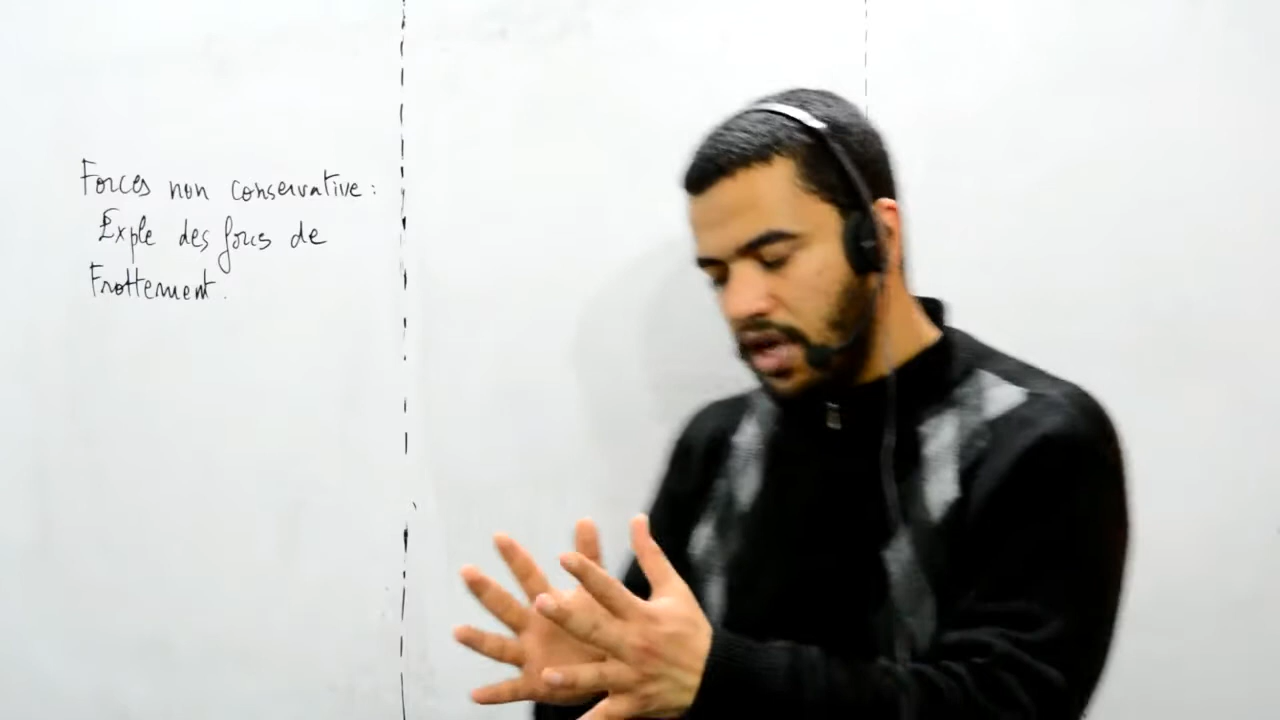 Forces non conservative :
Exple des forces de
Frottement.